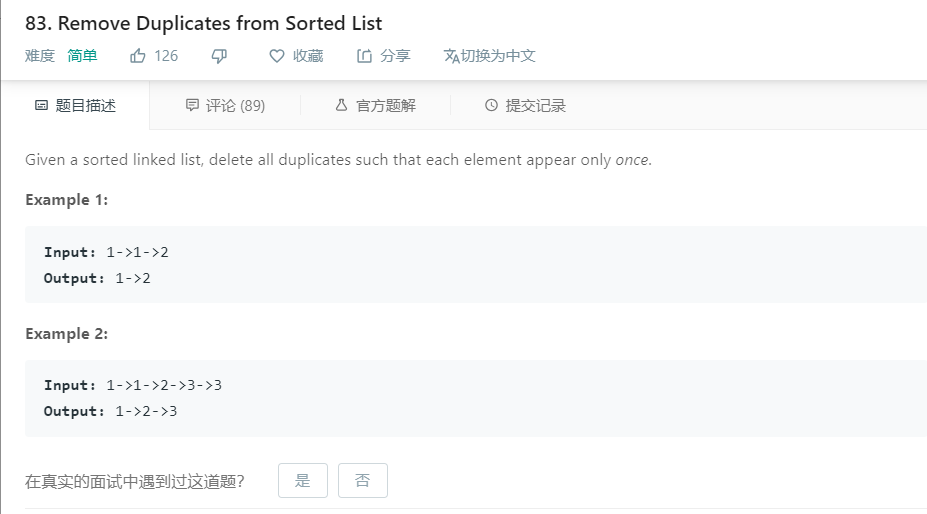 83. Remove Duplicates from Sorted List
难度 简单 126 收藏 分享 切换为中文
题目描述 评论 (89) 官方题解 提交记录
Given a sorted linked list, delete all duplicates such that each element appear only once.
Example 1:
Input: 1->1->2
Output: 1->2
Example 2:
Input: 1->1->2->3->3
Output: 1->2->3
在真实的面试中遇到过这道题? 是 否